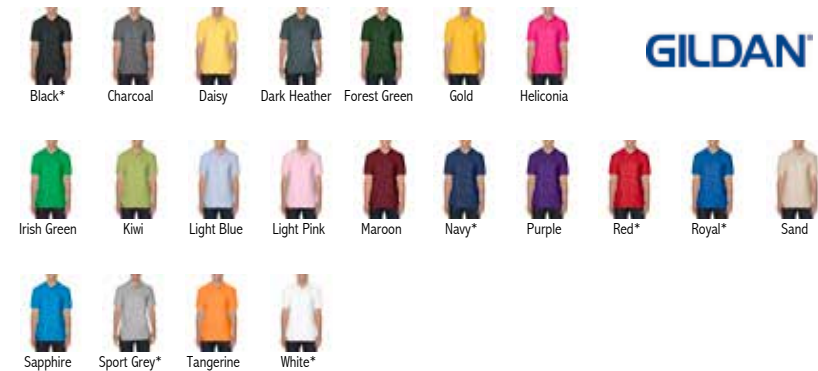 GILDAN®
Black* Charcoal Daisy Dark Heather Forest Green Gold Heliconia
Irish Green Kiwi Light Blue Light Pink Maroon Navy* Purple Red* Royal* Sand
Sapphire Sport Grey* Tangerine White*